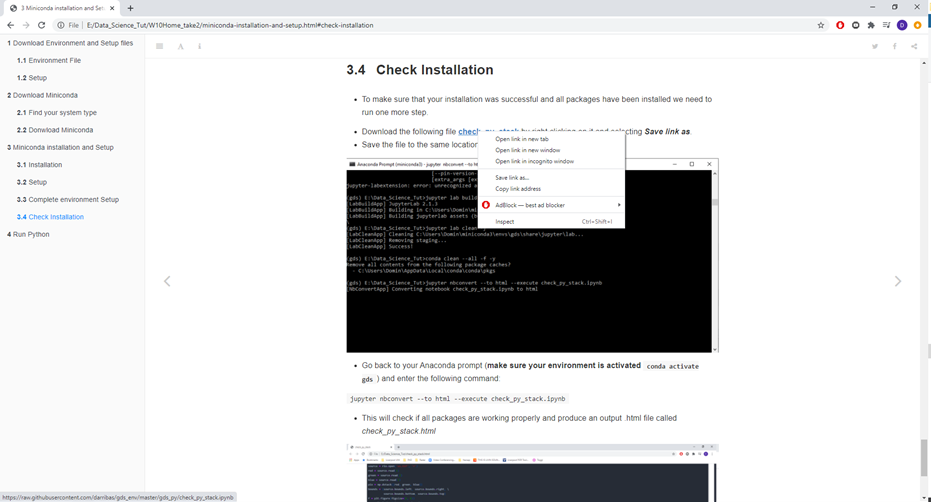 3 Miniconda installation and Set
File
E:/Data_Science_Tut/W10Home_take2/miniconda-installation-and-setup.html#check-installation
D
1 Download Environment and Setup files
1.1 Environment File
1.2 Setup
2 Download Miniconda
2.1 Find your system type
2.2 Donwload Miniconda
3 Miniconda installation and Setup
3.1 Installation
3.2 Setup
3.3 Complete environment Setup
3.4 Check Installation
4 Run Python
3.4 Check Installation
To make sure that your installation was successful and all packages have been installed we need to
run one more step.
Download the following file check_py_stack by right clicking on it and selecting Save link as.
Save the file to the same location
Open link in new tab
Open link in new window
Open link in incognito window
Save link as...
Copy link address
AdBlock — best ad blocker
Inspect Ctrl+Shift+I
Anaconda Prompt (miniconda3) - jupyter nbconvert --to html
[--pin-version-
[extra_args [ex
jupyter-labextension: error: unrecognized a
(gds) E:\Data_Science_Tut>jupyter lab build
[LabBuildApp] JupyterLab 2.1.3
[LabBuildApp] Building in C:\Users\Domin\
[LabBuildApp] Building jupyterlab assets (b
(gds) E:\Data_Science_Tut>jupyter lab clean
[LabCleanApp] Cleaning C:\Users\Domin\miniconda3\envs\gds\share\jupyter\lab...
[LabCleanApp] Removing staging...
[LabCleanApp] Success!
(gds) E:\Data_Science_Tut>conda clean --all -f -y
Remove all contents from the following package caches?
- C:\Users\Domin\AppData\Local\conda\conda\pkgs
(gds) E:\Data_Science_Tut>jupyter nbconvert --to html --execute check_py_stack.ipynb
[NbConvertApp] Converting notebook check_py_stack.ipynb to html
Go back to your Anaconda prompt (make sure your environment is activated conda activate
gds ) and enter the following command:
jupyter nbconvert --to html --execute check_py_stack.ipynb
This will check if all packages are working properly and produce an output .html file called
check_py_stack.html
https://raw.githubusercontent.com/darribas/gds_env/master/gds_py/check_py_stack.ipynb